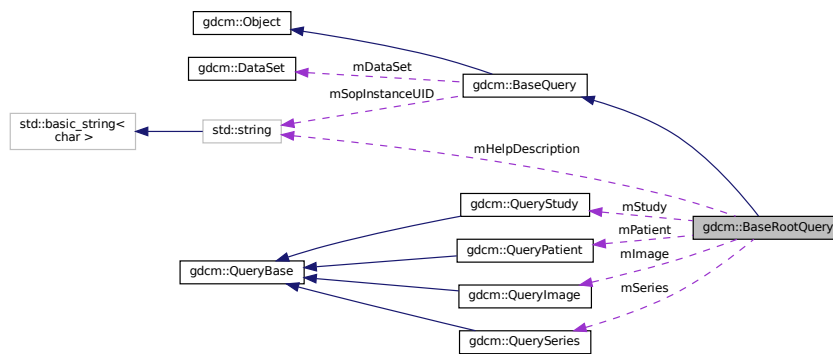 gdcm::Object
gdcm::DataSet
mDataSet
gdcm::BaseQuery
mSopInstanceUID
std::basic_string<
char >
std::string
mHelpDescription
gdcm::QueryStudy
mStudy
gdcm::BaseRootQuery
mPatient
gdcm::QueryPatient
mImage
gdcm::QueryBase
gdcm::QueryImage
mSeries
gdcm::QuerySeries